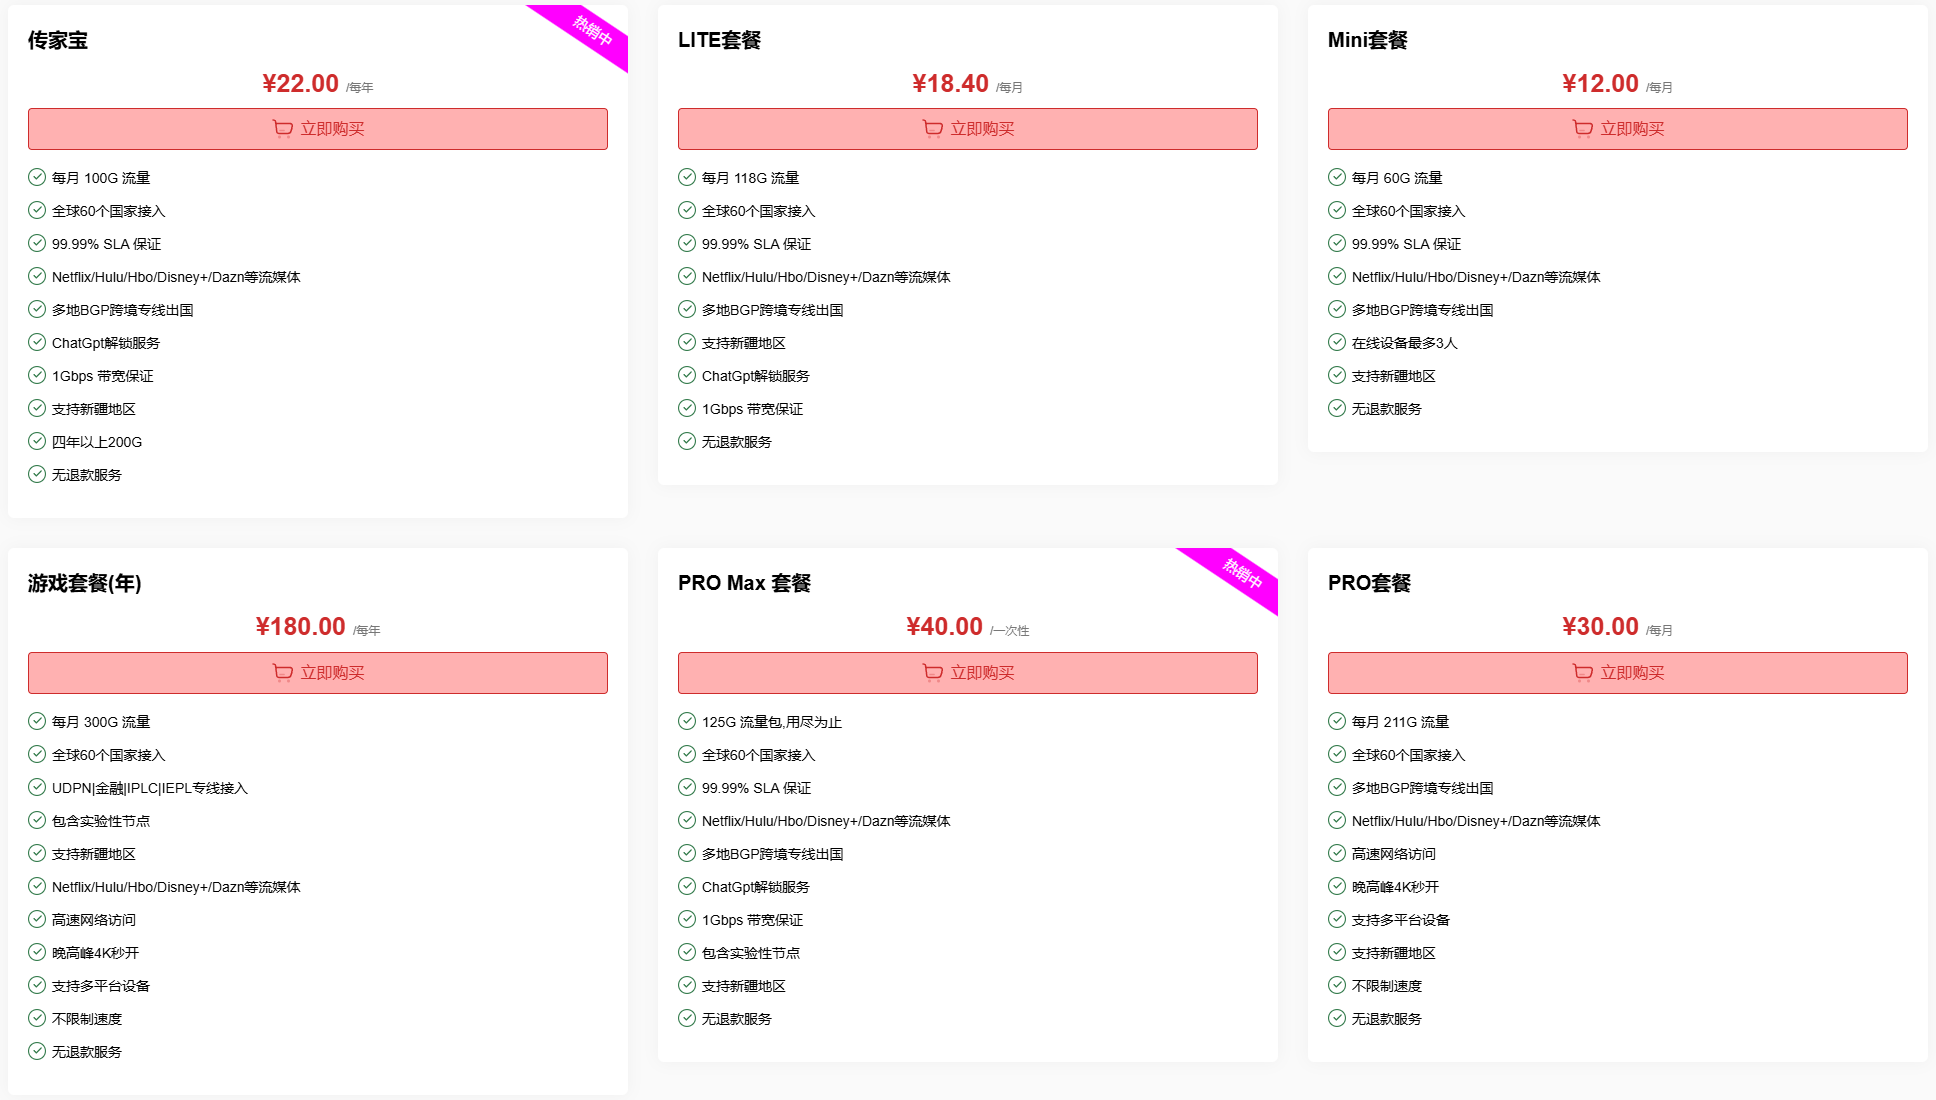 传家宝
热销中
¥22.00 /每年
立即购买
每月 100G 流量
全球60个国家接入
99.99% SLA 保证
Netflix/Hulu/Hbo/Disney+/Dazn等流媒体
多地BGP跨境专线出国
ChatGpt解锁服务
1Gbps 带宽保证
支持新疆地区
四年以上200G
无退款服务
LITE套餐
¥18.40 /每月
立即购买
每月 118G 流量
全球60个国家接入
99.99% SLA 保证
Netflix/Hulu/Hbo/Disney+/Dazn等流媒体
多地BGP跨境专线出国
支持新疆地区
ChatGpt解锁服务
1Gbps 带宽保证
无退款服务
Mini套餐
¥12.00 /每月
立即购买
每月 60G 流量
全球60个国家接入
99.99% SLA 保证
Netflix/Hulu/Hbo/Disney+/Dazn等流媒体
多地BGP跨境专线出国
在线设备最多3人
支持新疆地区
无退款服务
游戏套餐(年)
¥180.00 /每年
立即购买
每月 300G 流量
全球60个国家接入
UDPN|金融|IPLC|IEPL专线接入
包含实验性节点
支持新疆地区
Netflix/Hulu/Hbo/Disney+/Dazn等流媒体
高速网络访问
晚高峰4K秒开
支持多平台设备
不限制速度
无退款服务
PRO Max 套餐
热销中
¥40.00 /一次性
立即购买
125G 流量包,用尽为止
全球60个国家接入
99.99% SLA 保证
Netflix/Hulu/Hbo/Disney+/Dazn等流媒体
多地BGP跨境专线出国
ChatGpt解锁服务
1Gbps 带宽保证
包含实验性节点
支持新疆地区
无退款服务
PRO套餐
¥30.00 /每月
立即购买
每月 211G 流量
全球60个国家接入
多地BGP跨境专线出国
Netflix/Hulu/Hbo/Disney+/Dazn等流媒体
高速网络访问
晚高峰4K秒开
支持多平台设备
支持新疆地区
不限制速度
无退款服务